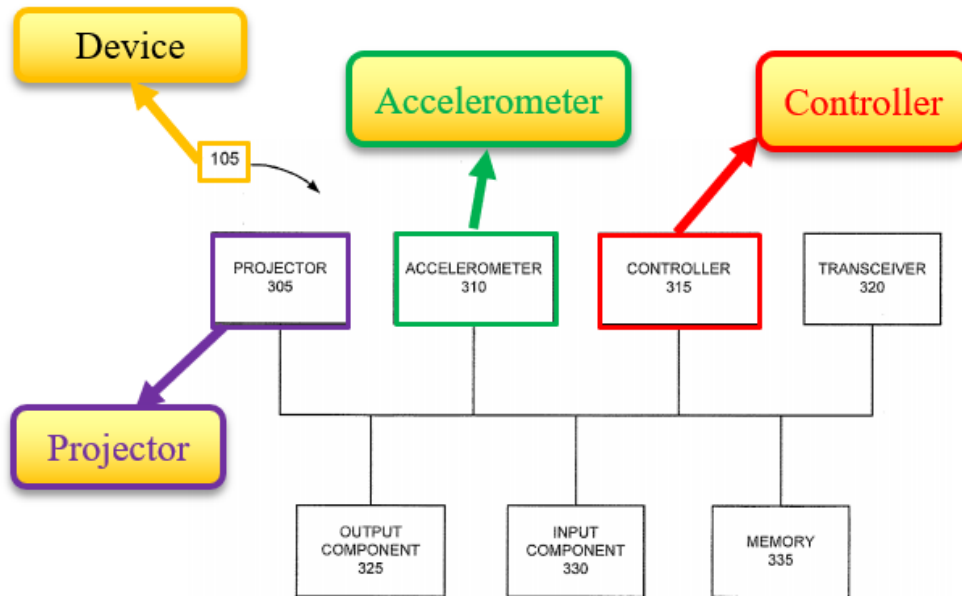 Device
Accelerometer
Controller
105
PROJECTOR
305
ACCELEROMETER
310
CONTROLLER
315
TRANSCEIVER
320
Projector
OUTPUT
COMPONENT
325
INPUT
COMPONENT
330
MEMORY
335